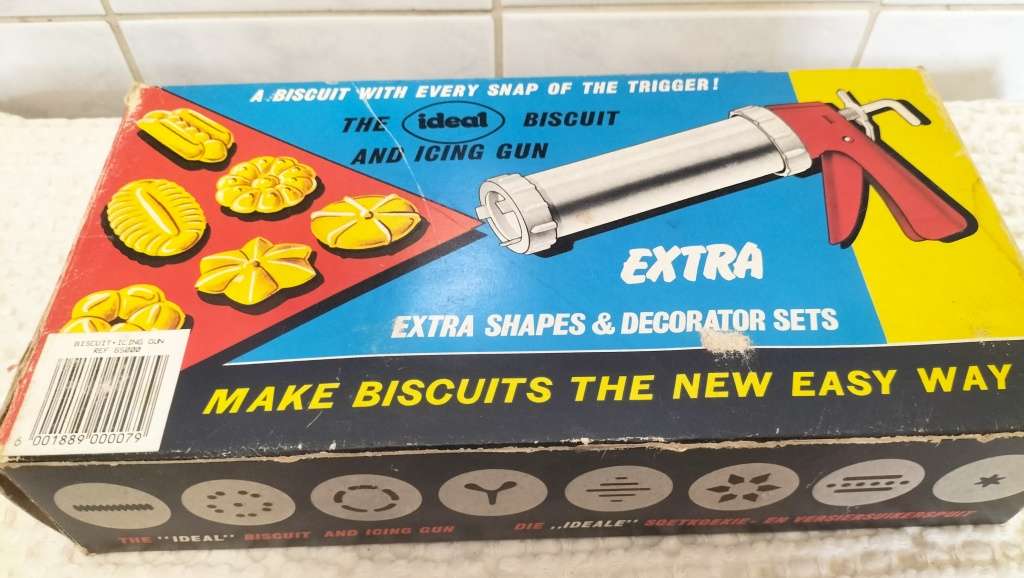 A BISCUIT WITH EVERY SNAP OF THE TRIGGER!
THE ideal BISCUIT
AND ICING GUN
EXTRA
EXTRA SHAPES & DECORATOR SETS
BISCUIT+ICING GUN
REF 65000
6 001889 000079
MAKE BISCUITS THE NEW EASY WAY
THE "IDEAL" BISCUIT AND ICING GUN
DIE ,,IDEALE" SOETKOEKIE- EN VERSIERSUIKERSPUIT